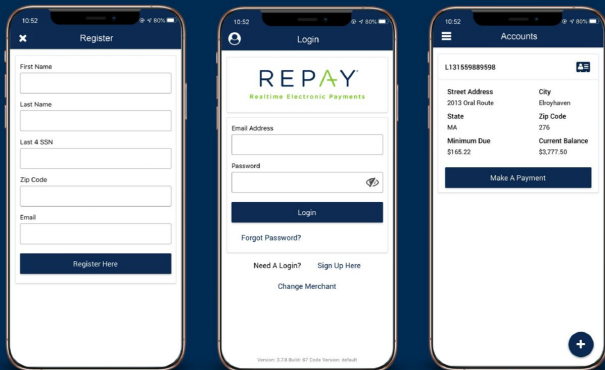 10:52
80%
Register
First Name
Last Name
Last 4 SSN
Zip Code
Email
Register Here
10:52
80%
Login
REPAY
Realtime Electronic Payments
Email Address
Password
Login
Forgot Password?
Need A Login? Sign Up Here
Change Merchant
10:52
80%
Accounts
L131559889598
Street Address City
2013 Oral Route Elroyhaven
State Zip Code
MA 276
Minimum Due Current Balance
$165.22 $3,777.50
Make A Payment
+